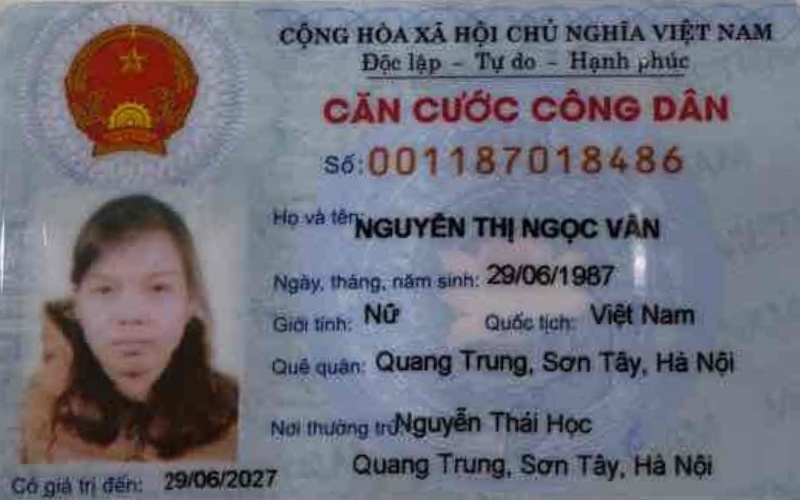 CỘNG HÒA XÃ HỘI CHỦ NGHĨA VIỆT NAM
Độc lập - Tự do - Hạnh phúc
CĂN CƯỚC CÔNG DÂN
Số: 001187018486
Họ và tên: NGUYỄN THỊ NGỌC VÂN
Ngày, tháng, năm sinh: 29/06/1987
Giới tính: Nữ Quốc tịch: Việt Nam
Quê quán: Quang Trung, Sơn Tây, Hà Nội
Nơi thường trú: Nguyễn Thái Học
Quang Trung, Sơn Tây, Hà Nội
Có giá trị đến: 29/06/2027